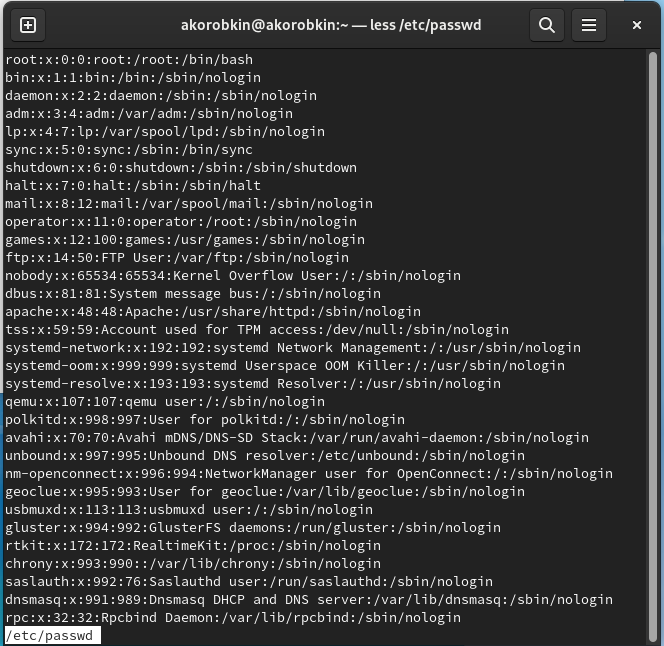 akorobkin@akorobkin:~ — less /etc/passwd
root:x:0:0:root:/root:/bin/bash
bin:x:1:1:bin:/bin:/sbin/nologin
daemon:x:2:2:daemon:/sbin:/sbin/nologin
adm:x:3:4:adm:/var/adm:/sbin/nologin
lp:x:4:7:lp:/var/spool/lpd:/sbin/nologin
sync:x:5:0:sync:/sbin:/bin/sync
shutdown:x:6:0:shutdown:/sbin:/sbin/shutdown
halt:x:7:0:halt:/sbin:/sbin/halt
mail:x:8:12:mail:/var/spool/mail:/sbin/nologin
operator:x:11:0:operator:/root:/sbin/nologin
games:x:12:100:games:/usr/games:/sbin/nologin
ftp:x:14:50:FTP User:/var/ftp:/sbin/nologin
nobody:x:65534:65534:Kernel Overflow User:/:/sbin/nologin
dbus:x:81:81:System message bus:/:/sbin/nologin
apache:x:48:48:Apache:/usr/share/httpd:/sbin/nologin
tss:x:59:59:Account used for TPM access:/dev/null:/sbin/nologin
systemd-network:x:192:192:systemd Network Management:/:/usr/sbin/nologin
systemd-oom:x:999:999:systemd Userspace OOM Killer:/:/usr/sbin/nologin
systemd-resolve:x:193:193:systemd Resolver:/:/usr/sbin/nologin
qemu:x:107:107:qemu user:/:/sbin/nologin
polkitd:x:998:997:User for polkitd:/:/sbin/nologin
avahi:x:70:70:Avahi mDNS/DNS-SD Stack:/var/run/avahi-daemon:/sbin/nologin
unbound:x:997:995:Unbound DNS resolver:/etc/unbound:/sbin/nologin
nm-openconnect:x:996:994:NetworkManager user for OpenConnect:/:/sbin/nologin
geoclue:x:995:993:User for geoclue:/var/lib/geoclue:/sbin/nologin
usbmuxd:x:113:113:usbmuxd user:/:/sbin/nologin
gluster:x:994:992:GlusterFS daemons:/run/gluster:/sbin/nologin
rtkit:x:172:172:RealtimeKit:/proc:/sbin/nologin
chrony:x:993:990::/var/lib/chrony:/sbin/nologin
saslauth:x:992:76:Saslauthd user:/run/saslauthd:/sbin/nologin
dnsmasq:x:991:989:Dnsmasq DHCP and DNS server:/var/lib/dnsmasq:/sbin/nologin
rpc:x:32:32:Rpcbind Daemon:/var/lib/rpcbind:/sbin/nologin
/etc/passwd